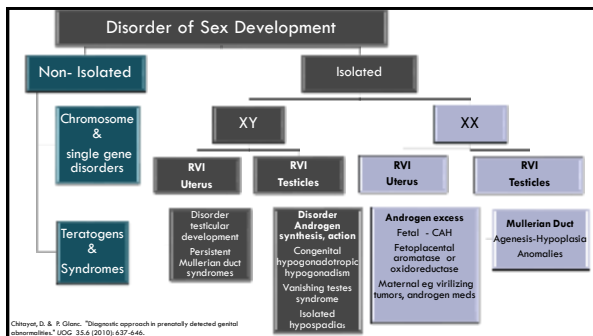 Disorder of Sex Development
Non- Isolated
Isolated
Chromosome
&
single gene
disorders
XY
XX
RVI
Uterus
RVI
Testicles
RVI
Uterus
RVI
Testicles
Teratogens
&
Syndromes
Disorder
testicular
development
Persistent
Mullerian duct
syndromes
Disorder
Androgen
synthesis, action
Congenital
hypogonadotropic
hypogonadism
Vanishing testes
syndrome
Isolated
hypospadias
Androgen excess
Fetal - CAH
Fetoplacental
aromatase or
oxidoreductase
Maternal eg virilizing
tumors, androgen meds
Mullerian Duct
Agenesis-Hypoplasia
Anomalies
Chitayat, D. & P. Glanc. "Diagnostic approach in prenatally detected genital
abnormalities." UOG 35.6 (2010): 637-646.